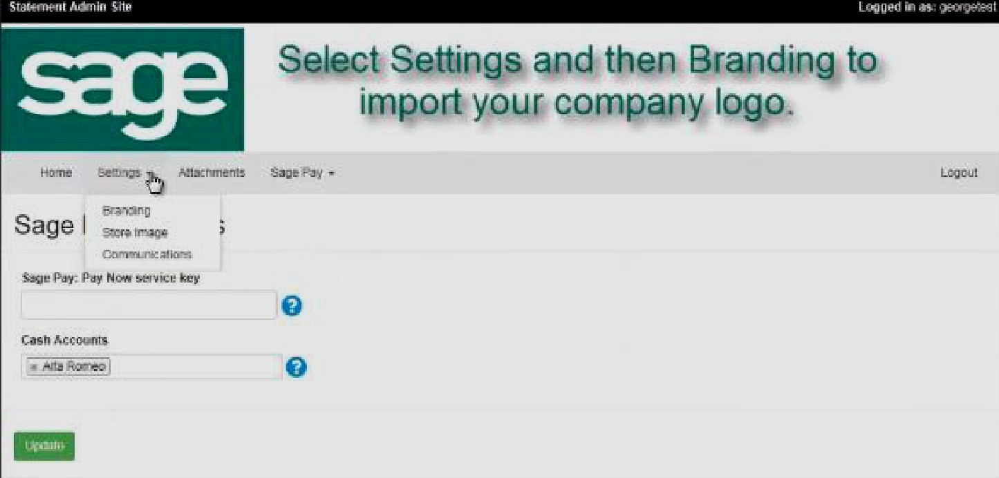 Statement Admin Site
Logged in as: georgetest
sage
Select Settings and then Branding to
import your company logo.
Home Settings Attachments Sage Pay Logout
Branding
Sage
Store Image
Communications
Sage Pay: Pay Now service key
?
Cash Accounts
× Alfa Romeo
?
Update